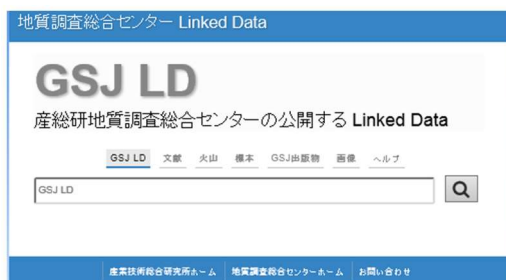 地質調査総合センター Linked Data
GSJ LD
産総研地質調査総合センターの公開する Linked Data
GSJ LD 文献 火山 標本 GSJ出版物 画像 ヘルプ
GSJ LD
産業技術総合研究所ホーム 地質調査総合センターホーム お問い合わせ